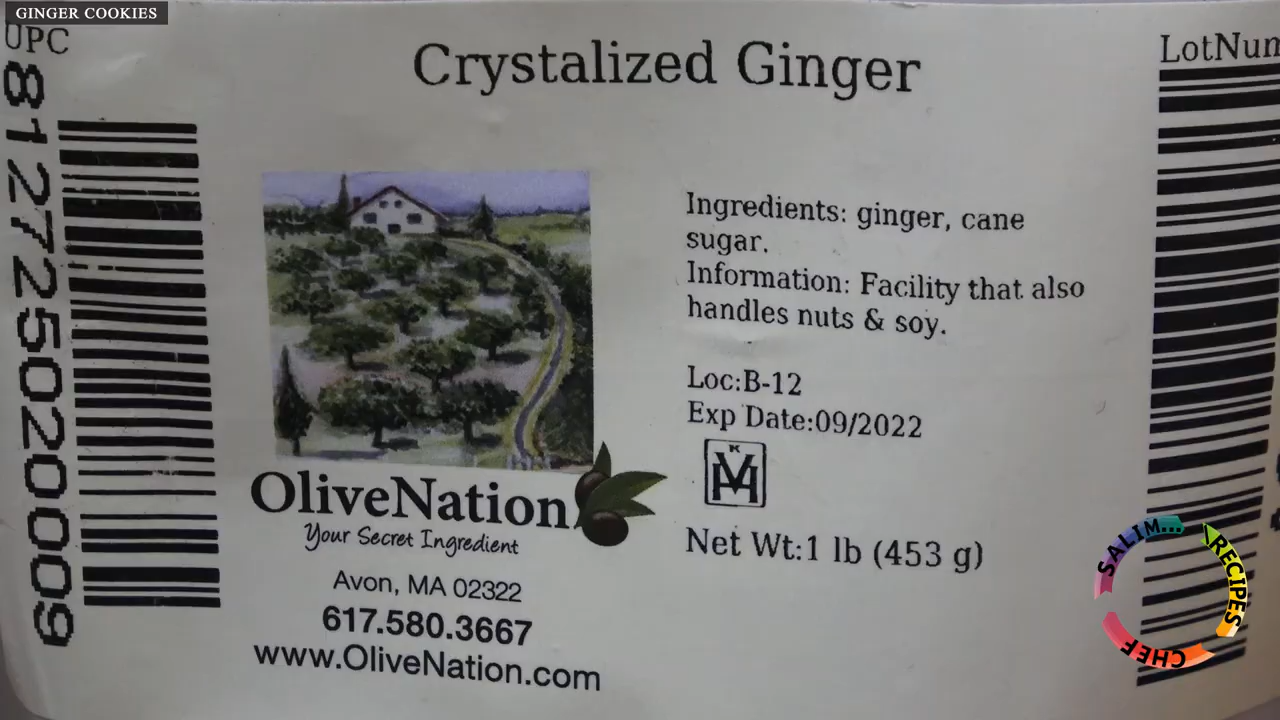 GINGER COOKIES
UPC
812725020009
Crystalized Ginger
LotNum
Ingredients: ginger, cane
sugar.
Information: Facility that also
handles nuts & soy.
Loc:B-12
Exp Date:09/2022
K
VM
Net Wt:1 lb (453 g)
OliveNation
Your Secret Ingredient
Avon, MA 02322
617.580.3667
www.OliveNation.com
SALIM... RECIPES CHEF